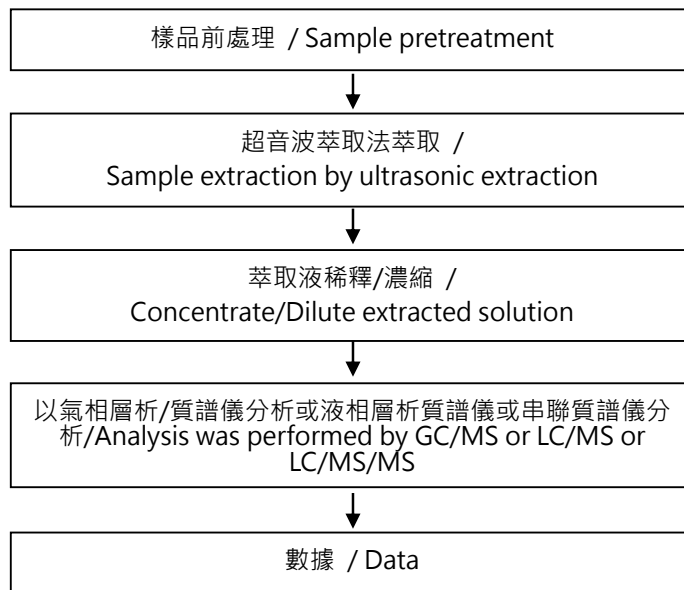 樣品前處理 / Sample pretreatment
超音波萃取法萃取 /
Sample extraction by ultrasonic extraction
萃取液稀釋/濃縮 /
Concentrate/Dilute extracted solution
以氣相層析/質譜儀分析或液相層析質譜儀或串聯質譜儀分
析/Analysis was performed by GC/MS or LC/MS or
LC/MS/MS
數據 / Data